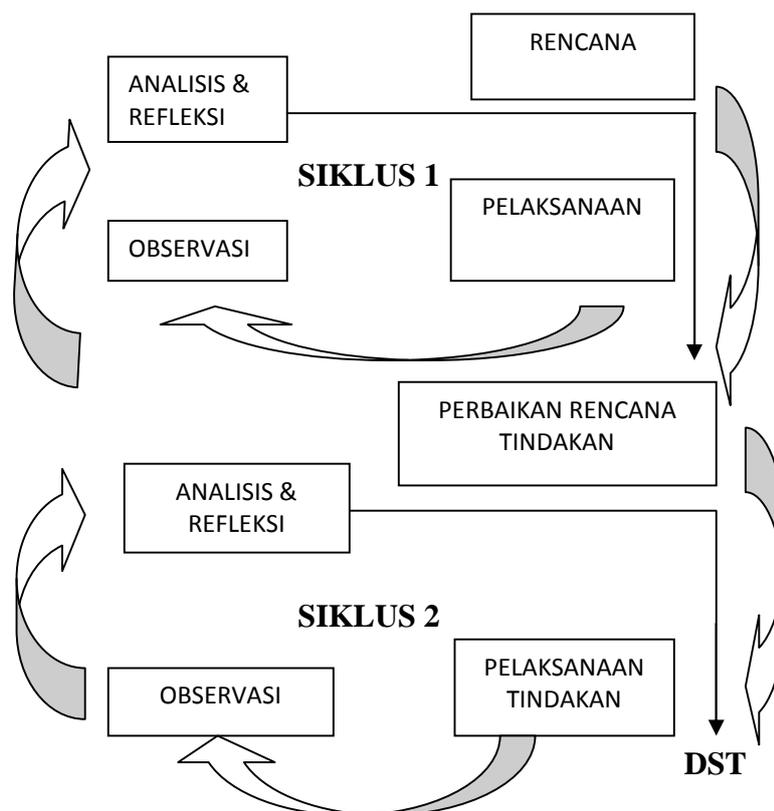 RENCANA
ANALISIS &
REFLEKSI
SIKLUS 1
PELAKSANAAN
OBSERVASI
PERBAIKAN RENCANA
TINDAKAN
ANALISIS &
REFLEKSI
SIKLUS 2
PELAKSANAAN
TINDAKAN
OBSERVASI
DST